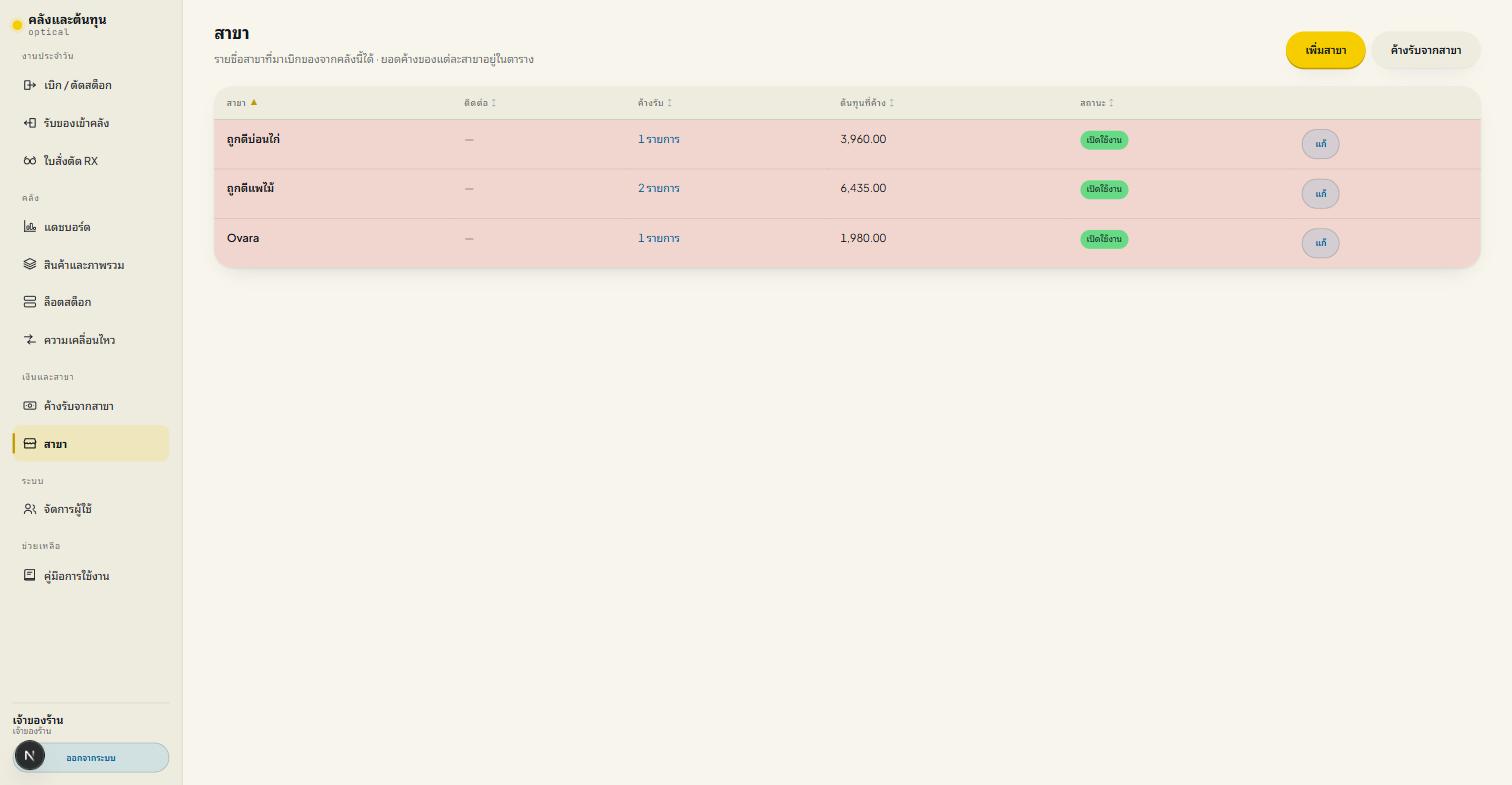 คลังและต้นทุน
optical
งานประจำวัน
เบิก / ตัดสต็อก
รับของเข้าคลัง
ใบสั่งตัด RX
คลัง
แดชบอร์ด
สินค้าและภาพรวม
ล็อตสต็อก
ความเคลื่อนไหว
เงินและสาขา
ค้างรับจากสาขา
สาขา
ระบบ
จัดการผู้ใช้
ช่วยเหลือ
คู่มือการใช้งาน
เจ้าของร้าน
เจ้าของร้าน
N ออกจากระบบ
สาขา
รายชื่อสาขาที่มาเบิกของจากคลังนี้ได้ · ยอดค้างของแต่ละสาขาอยู่ในตาราง
เพิ่มสาขา ค้างรับจากสาขา
สาขา ▲ ติดต่อ ↕ ค้างรับ ↕ ต้นทุนที่ค้าง ↕ สถานะ ↕
ถูกดีบ่อนไก่ — 1 รายการ 3,960.00 เปิดใช้งาน แก้
ถูกดีแพไม้ — 2 รายการ 6,435.00 เปิดใช้งาน แก้
Ovara — 1 รายการ 1,980.00 เปิดใช้งาน แก้